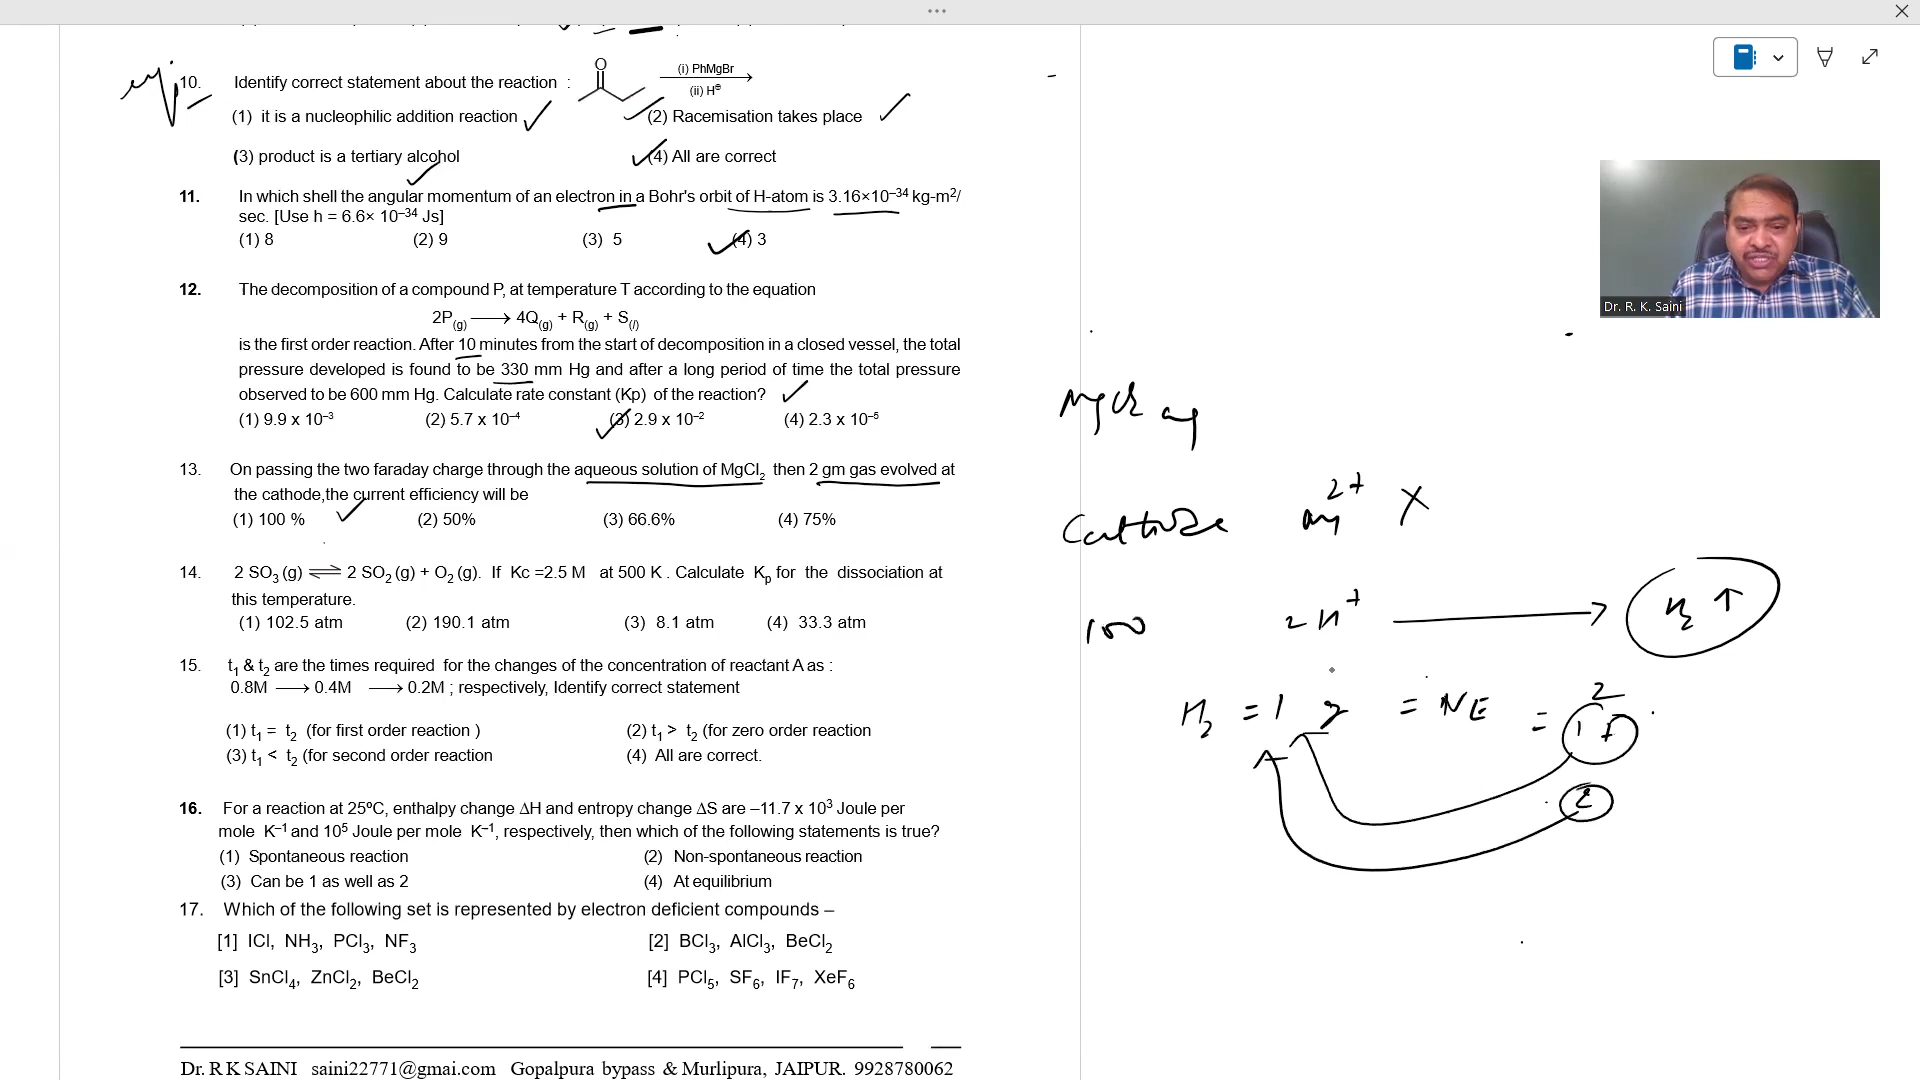 10. Identify correct statement about the reaction : O (i) PhMgBr (ii) H⊕
(1) it is a nucleophilic addition reaction (2) Racemisation takes place
(3) product is a tertiary alcohol (4) All are correct
11. In which shell the angular momentum of an electron in a Bohr's orbit of H-atom is 3.16×10⁻³⁴ kg-m²/
sec. [Use h = 6.6× 10⁻³⁴ Js]
(1) 8 (2) 9 (3) 5 (4) 3
12. The decomposition of a compound P, at temperature T according to the equation
2P(g) ⟶ 4Q(g) + R(g) + S(l)
is the first order reaction. After 10 minutes from the start of decomposition in a closed vessel, the total
pressure developed is found to be 330 mm Hg and after a long period of time the total pressure
observed to be 600 mm Hg. Calculate rate constant (Kp) of the reaction?
(1) 9.9 x 10⁻³ (2) 5.7 x 10⁻⁴ (3) 2.9 x 10⁻² (4) 2.3 x 10⁻⁵
13. On passing the two faraday charge through the aqueous solution of MgCl₂ then 2 gm gas evolved at
the cathode,the current efficiency will be
(1) 100 % (2) 50% (3) 66.6% (4) 75%
14. 2 SO₃ (g) ⇌ 2 SO₂ (g) + O₂ (g). If Kc =2.5 M at 500 K . Calculate Kp for the dissociation at
this temperature.
(1) 102.5 atm (2) 190.1 atm (3) 8.1 atm (4) 33.3 atm
15. t₁ & t₂ are the times required for the changes of the concentration of reactant A as :
0.8M ⟶ 0.4M ⟶ 0.2M ; respectively, Identify correct statement
(1) t₁ = t₂ (for first order reaction ) (2) t₁ > t₂ (for zero order reaction
(3) t₁ < t₂ (for second order reaction (4) All are correct.
16. For a reaction at 25ºC, enthalpy change ΔH and entropy change ΔS are –11.7 x 10³ Joule per
mole K⁻¹ and 10⁵ Joule per mole K⁻¹, respectively, then which of the following statements is true?
(1) Spontaneous reaction (2) Non-spontaneous reaction
(3) Can be 1 as well as 2 (4) At equilibrium
17. Which of the following set is represented by electron deficient compounds –
[1] ICl, NH₃, PCl₃, NF₃ [2] BCl₃, AlCl₃, BeCl₂
[3] SnCl₄, ZnCl₂, BeCl₂ [4] PCl₅, SF₆, IF₇, XeF₆
Dr. R K SAINI saini22771@gmai.com Gopalpura bypass & Murlipura, JAIPUR. 9928780062
Dr. R. K. Saini
Cathode Mg²⁺ X
100 2H⁺ ⟶ H₂ ↑
H₂ = 1 g = NE = 1 F
2
2